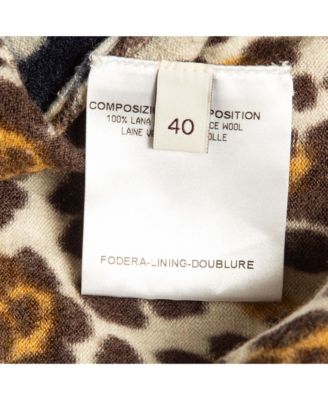 COMPOSIZI POSITION
100% LANA CE WOOL
LAINE V OLLE
40
FODERA-LINING-DOUBLURE